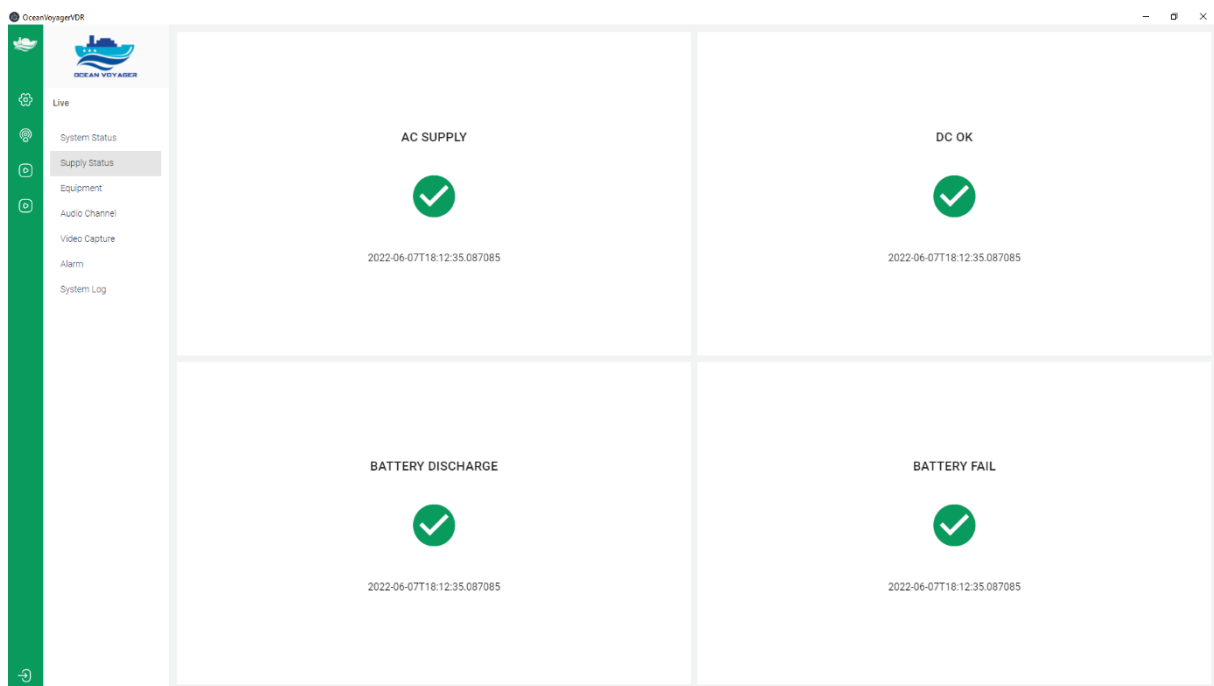 OceanVoyagerVDR
OCEAN VOYAGER
Live
System Status
Supply Status
Equipment
Audio Channel
Video Capture
Alarm
System Log
AC SUPPLY
2022-06-07T18:12:35.087085
DC OK
2022-06-07T18:12:35.087085
BATTERY DISCHARGE
2022-06-07T18:12:35.087085
BATTERY FAIL
2022-06-07T18:12:35.087085